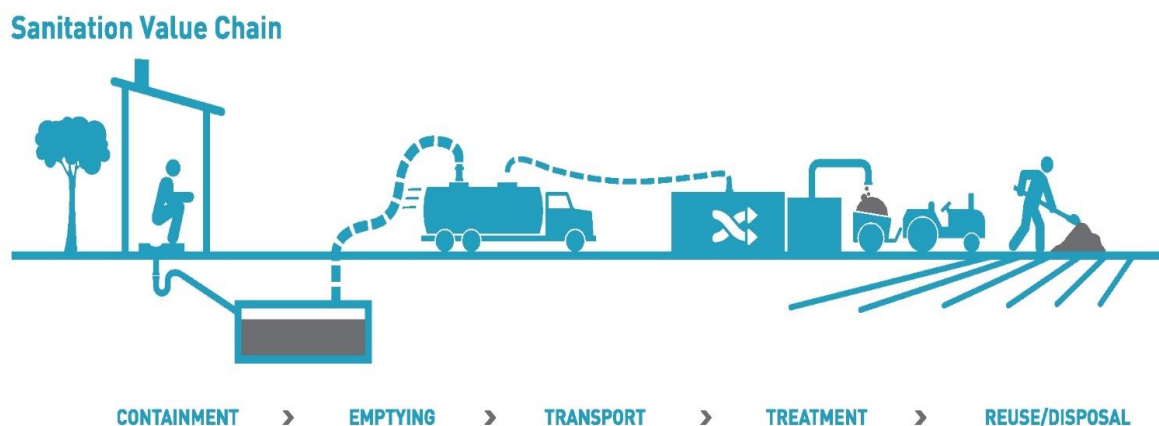 Sanitation Value Chain
CONTAINMENT > EMPTYING > TRANSPORT > TREATMENT > REUSE/DISPOSAL